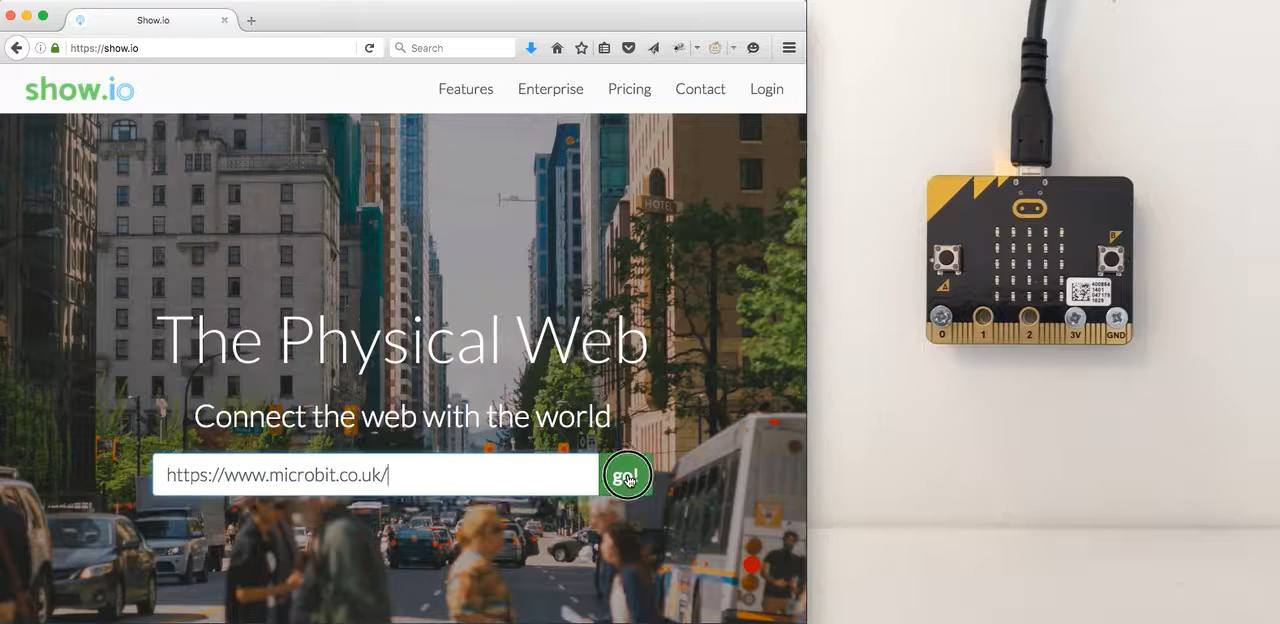 Show.io
https://show.io
Search
show.io
Features
Enterprise
Pricing
Contact
Login
HOTEL
The Physical Web
Connect the web with the world
https://www.microbit.co.uk/
go!
B
A
0
1
2
3V
GND